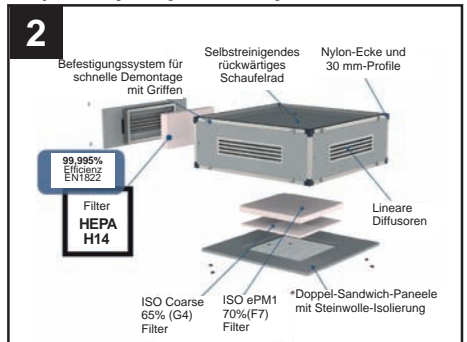 2
Befestigungssystem für
schnelle Demontage
mit Griffen
Selbstreinigendes
rückwärtiges
Schaufelrad
Nylon-Ecke und
30 mm-Profile
99,995%
Efficienz
EN1822
Filter
HEPA
H14
Lineare
Diffusoren
ISO Coarse
65% (G4)
Filter
ISO ePM1
70%(F7)
Filter
Doppel-Sandwich-Paneele
mit Steinwolle-Isolierung